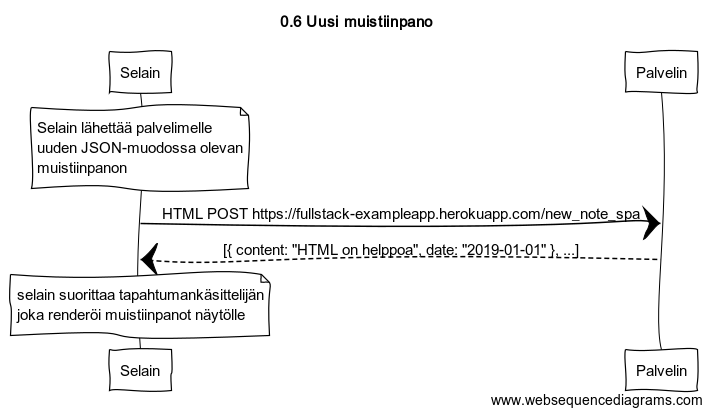 0.6 Uusi muistiinpano
Selain
Palvelin
Selain lähettää palvelimelle
uuden JSON-muodossa olevan
muistiinpanon
HTML POST https://fullstack-exampleapp.herokuapp.com/new_note_spa
[{ content: "HTML on helppoa", date: "2019-01-01" }, ...]
selain suorittaa tapahtumankäsittelijän
joka renderöi muistiinpanot näytölle
Selain
Palvelin
www.websequencediagrams.com